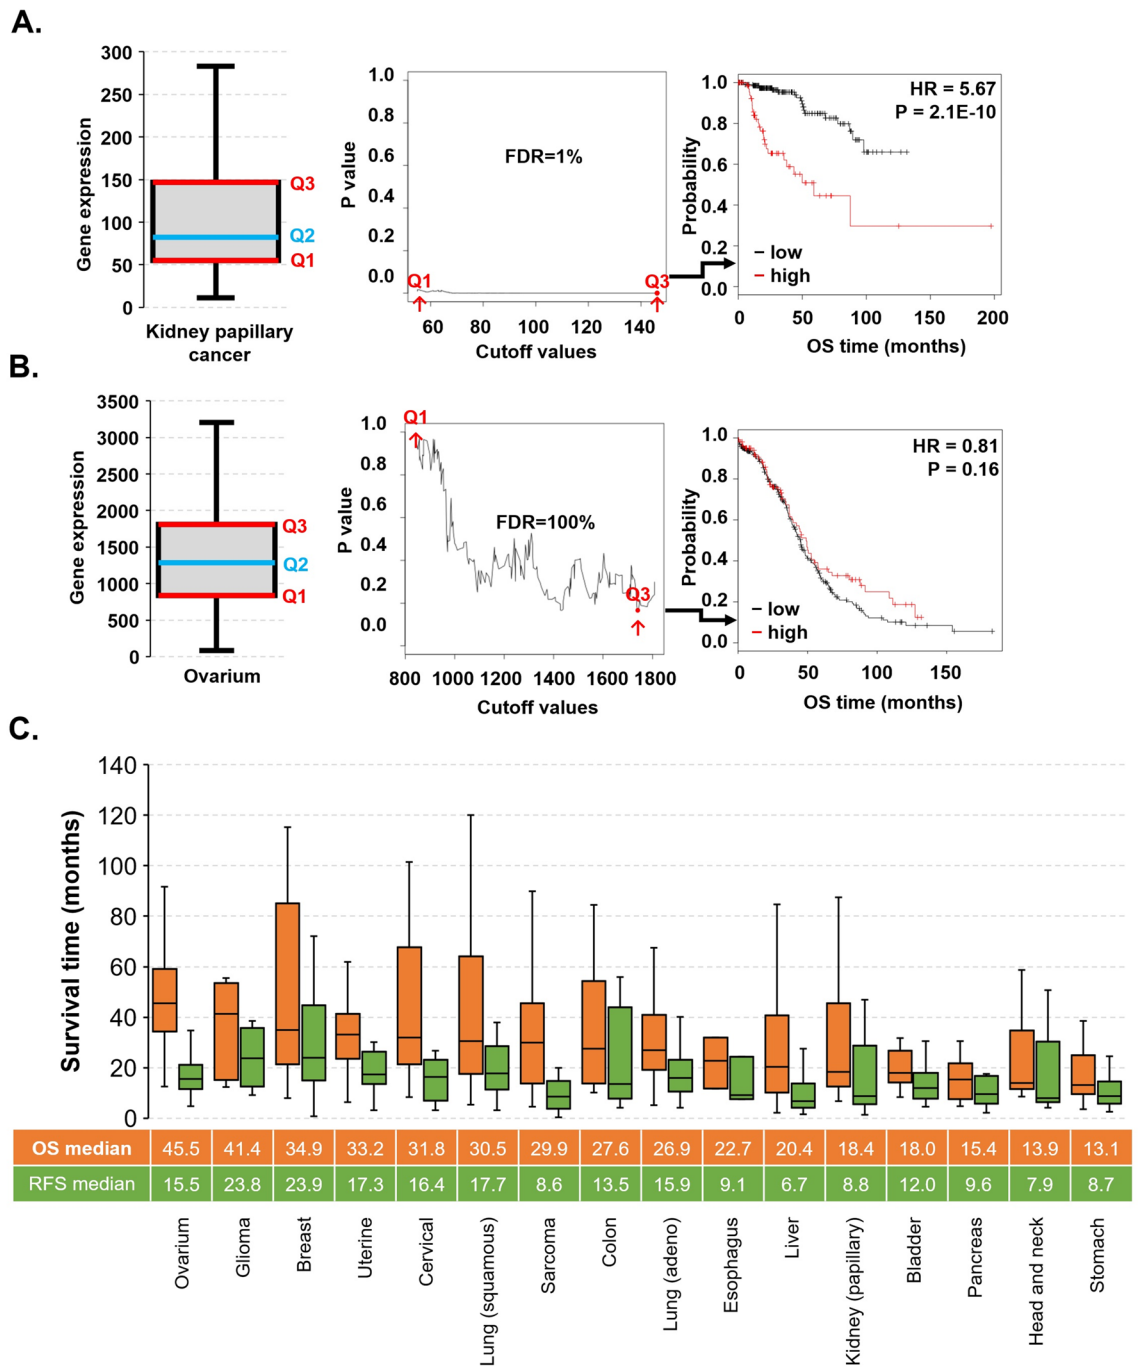 A.
300
250
200
150
100
50
0
Gene expression
Q3
Q2
Q1
Kidney papillary
cancer
1.0
0.8
0.6
0.4
0.2
0.0
P value
FDR=1%
Q1
Q3
60
80
100
120
140
Cutoff values
1.0
0.8
0.6
0.4
0.2
0.0
Probability
HR = 5.67
P = 2.1E-10
low
high
0
50
100
150
200
OS time (months)
B.
3500
3000
2500
2000
1500
1000
500
0
Gene expression
Q3
Q2
Q1
Ovarium
1.0
0.8
0.6
0.4
0.2
0.0
P value
Q1
FDR=100%
Q3
800
1000
1200
1400
1600
1800
Cutoff values
1.0
0.8
0.6
0.4
0.2
0.0
Probability
HR = 0.81
P = 0.16
low
high
0
50
100
150
OS time (months)
C.
140
120
100
80
60
40
20
0
Survival time (months)
OS median 45.5 41.4 34.9 33.2 31.8 30.5 29.9 27.6 26.9 22.7 20.4 18.4 18.0 15.4 13.9 13.1
RFS median 15.5 23.8 23.9 17.3 16.4 17.7 8.6 13.5 15.9 9.1 6.7 8.8 12.0 9.6 7.9 8.7
Ovarium
Glioma
Breast
Uterine
Cervical
Lung (squamous)
Sarcoma
Colon
Lung (adeno)
Esophagus
Liver
Kidney (papillary)
Bladder
Pancreas
Head and neck
Stomach